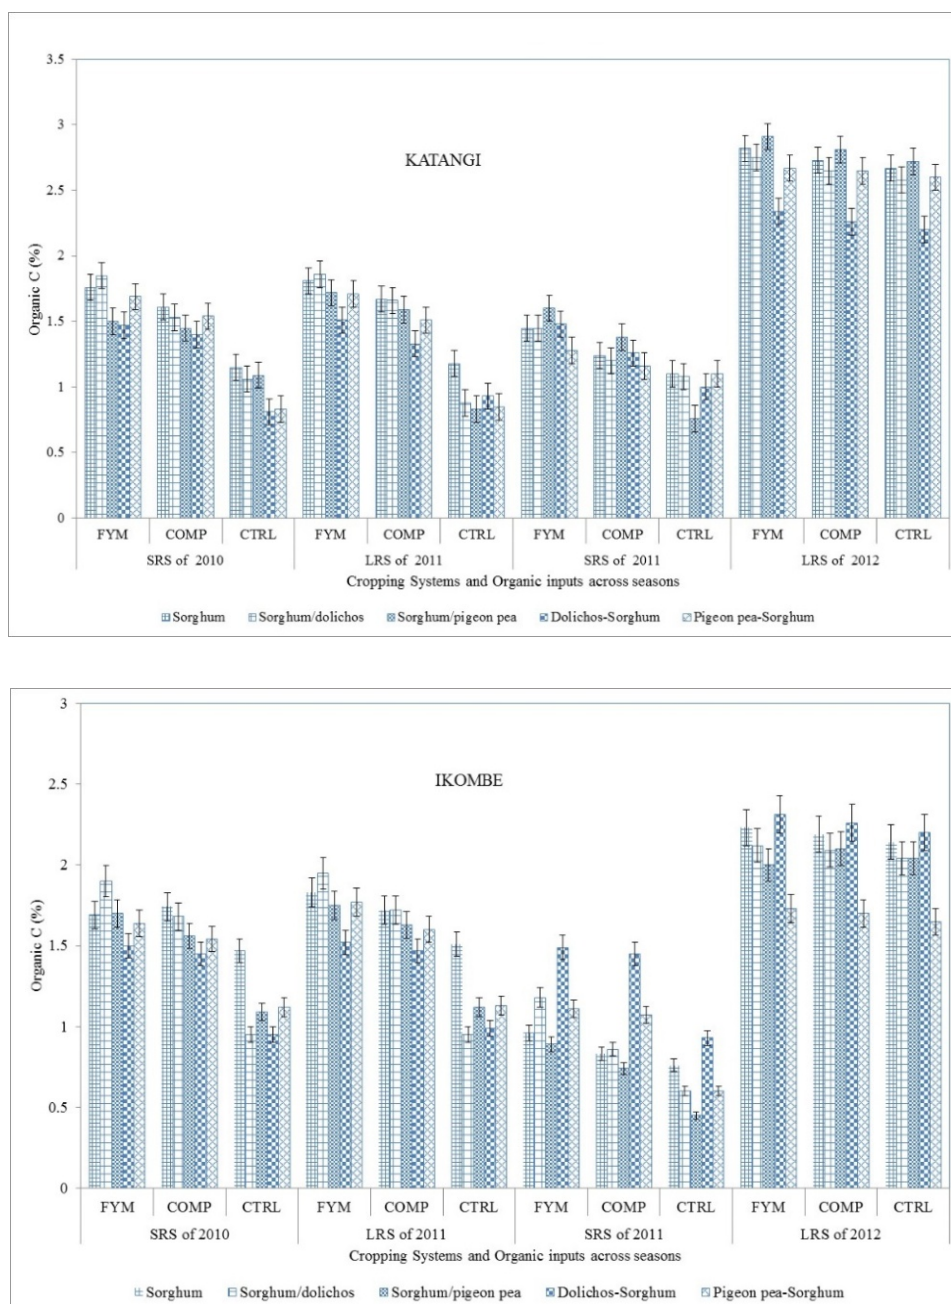 3.5
3
2.5
2
1.5
1
0.5
0
Organic C (%)
KATANGI
FYM COMP CTRL FYM COMP CTRL FYM COMP CTRL FYM COMP CTRL
SRS of 2010 LRS of 2011 SRS of 2011 LRS of 2012
Cropping Systems and Organic inputs across seasons
Sorghum Sorghum/dolichos Sorghum/pigeon pea Dolichos-Sorghum Pigeon pea-Sorghum
3
2.5
2
1.5
1
0.5
0
Organic C (%)
IKOMBE
FYM COMP CTRL FYM COMP CTRL FYM COMP CTRL FYM COMP CTRL
SRS of 2010 LRS of 2011 SRS of 2011 LRS of 2012
Cropping Systems and Organic inputs across seasons
Sorghum Sorghum/dolichos Sorghum/pigeon pea Dolichos-Sorghum Pigeon pea-Sorghum